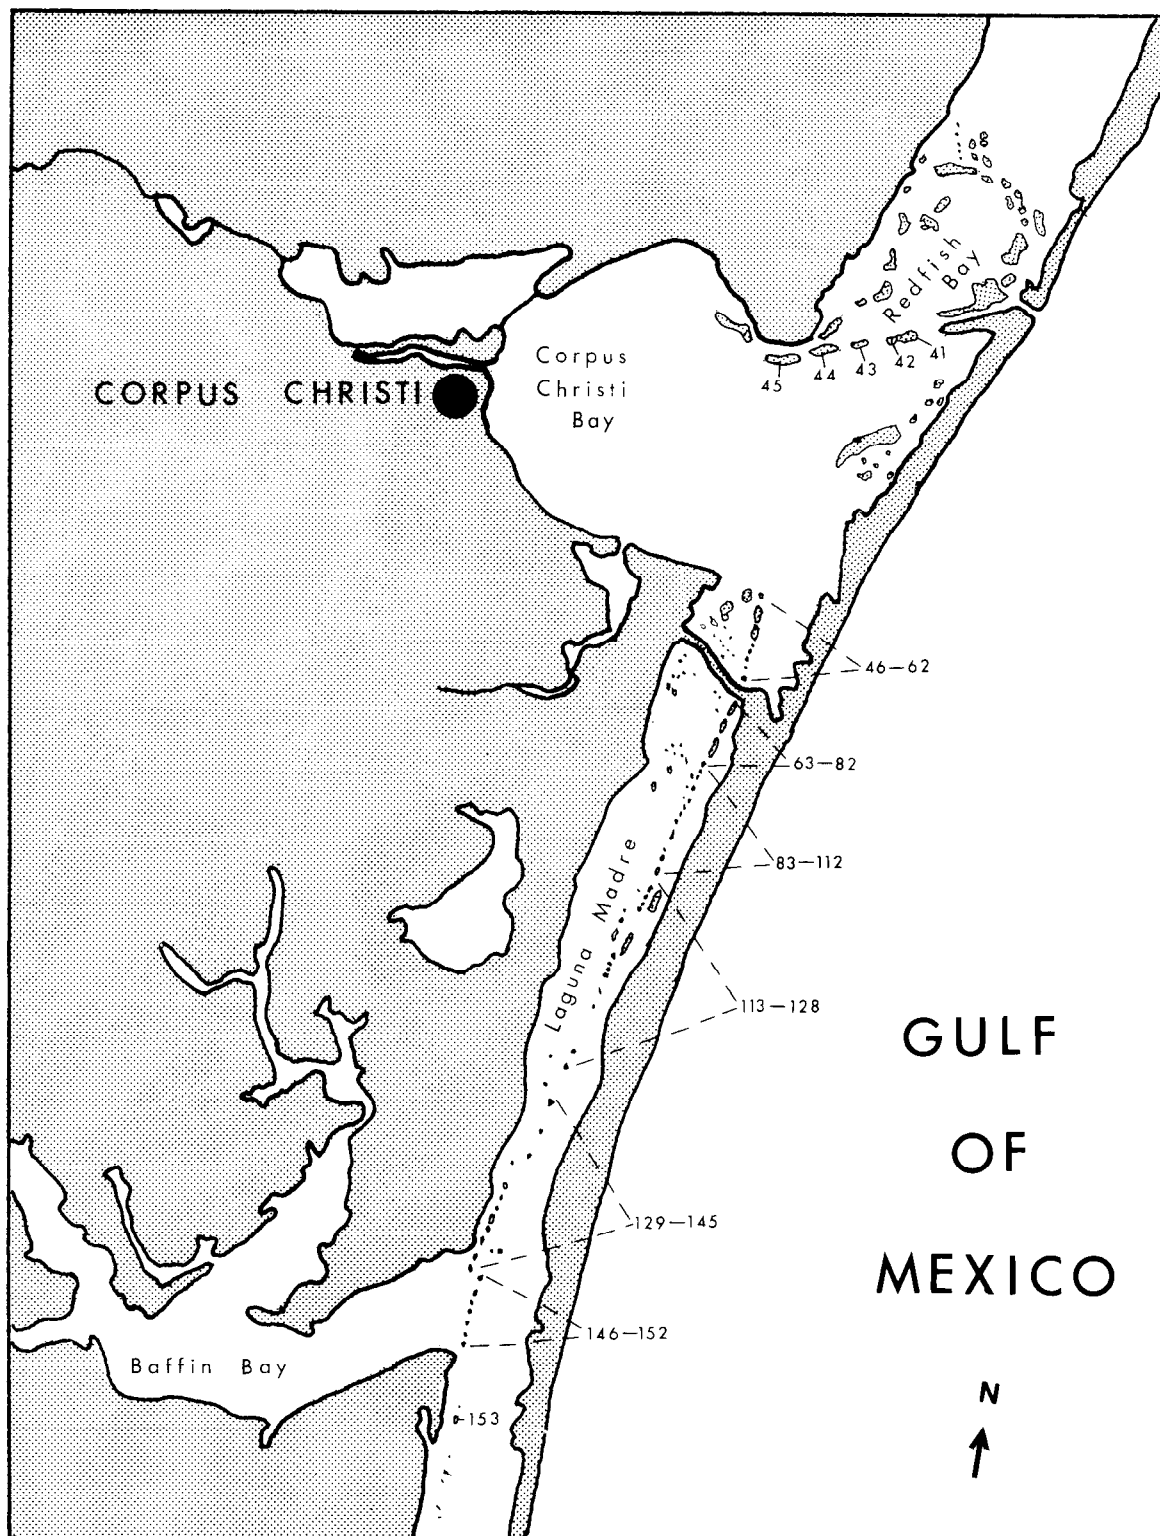 Redfish
Bay
45
44
43
42
41
Corpus
Christi
Bay
CORPUS CHRISTI
46–62
63–82
83–112
Laguna Madre
113–128
GULF
OF
MEXICO
129–145
146–152
Baffin Bay
153
N